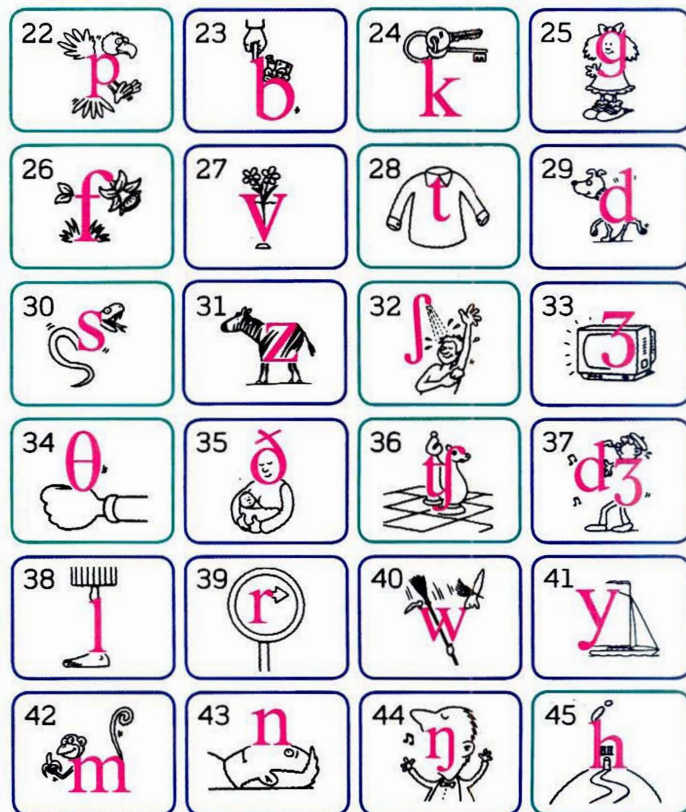 22 p 23 b 24 k 25 g
26 f 27 v 28 t 29 d
30 s 31 z 32 ʃ 33 ʒ
34 θ 35 ð 36 tʃ 37 dʒ
38 l 39 r 40 w 41 y
42 m 43 n 44 ŋ 45 h